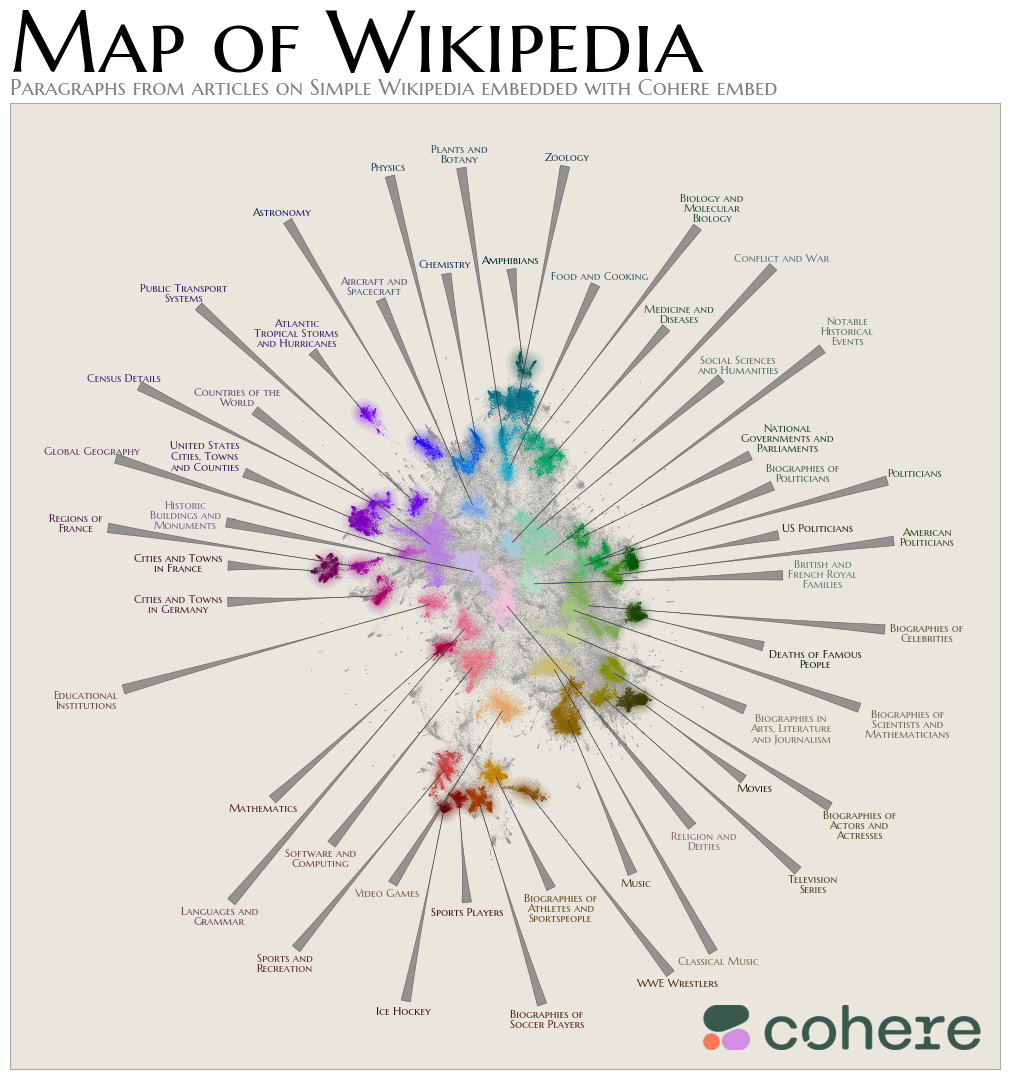 Map of Wikipedia
Paragraphs from articles on Simple Wikipedia embedded with Cohere embed
Physics
Plants and
Botany
Zoology
Astronomy
Biology and
Molecular
Biology
Aircraft and
Spacecraft
Chemistry
Amphibians
Food and Cooking
Conflict and War
Public Transport
Systems
Atlantic
Tropical Storms
and Hurricanes
Medicine and
Diseases
Notable
Historical
Events
Census Details
Countries of the
World
Social Sciences
and Humanities
Global Geography
United States
Cities, Towns
and Counties
National
Governments and
Parliaments
Biographies of
Politicians
Politicians
Regions of
France
Historic
Buildings and
Monuments
US Politicians
American
Politicians
Cities and Towns
in France
British and
French Royal
Families
Cities and Towns
in Germany
Biographies of
Celebrities
Deaths of Famous
People
Educational
Institutions
Biographies in
Arts, Literature
and Journalism
Biographies of
Scientists and
Mathematicians
Mathematics
Movies
Biographies of
Actors and
Actresses
Software and
Computing
Religion and
Deities
Video Games
Music
Television
Series
Languages and
Grammar
Sports Players
Biographies of
Athletes and
Sportspeople
Sports and
Recreation
Classical Music
WWE Wrestlers
Ice Hockey
Biographies of
Soccer Players
cohere